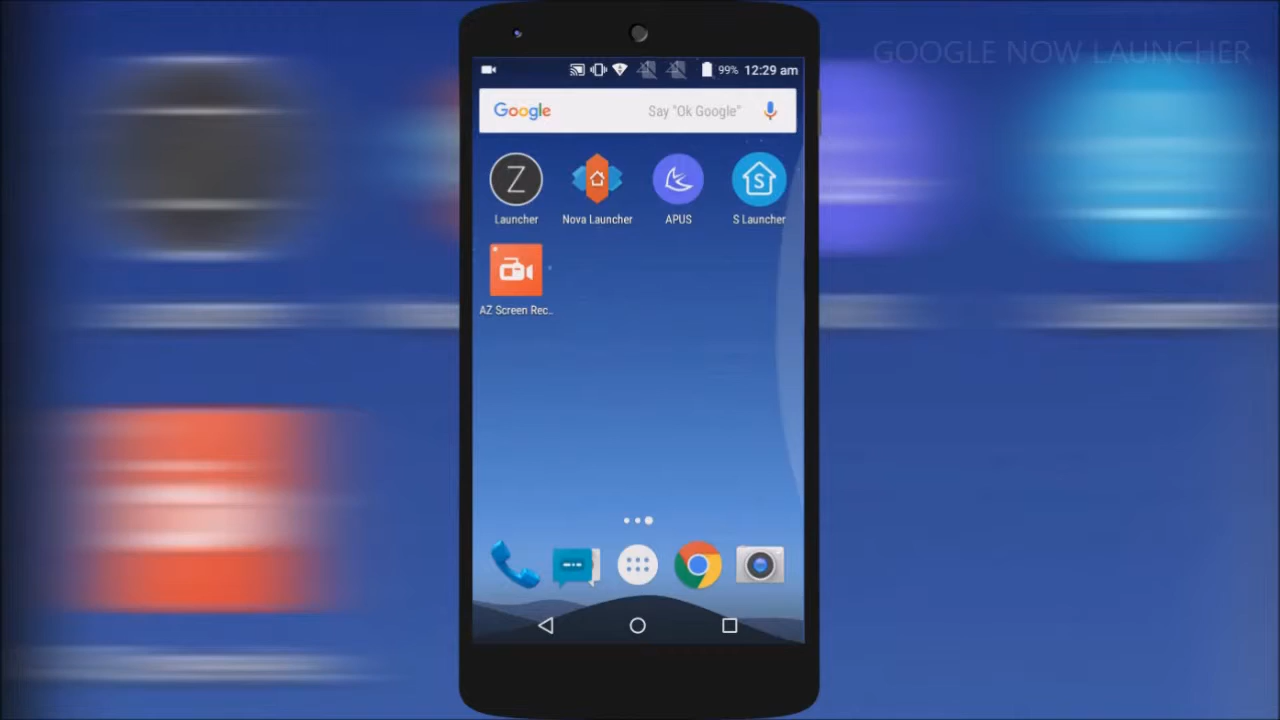 GOOGLE NOW LAUNCHER
99% 12:29 am
Google Say "Ok Google"
Z
Launcher
Nova Launcher
APUS
S
S Launcher
AZ Screen Rec..